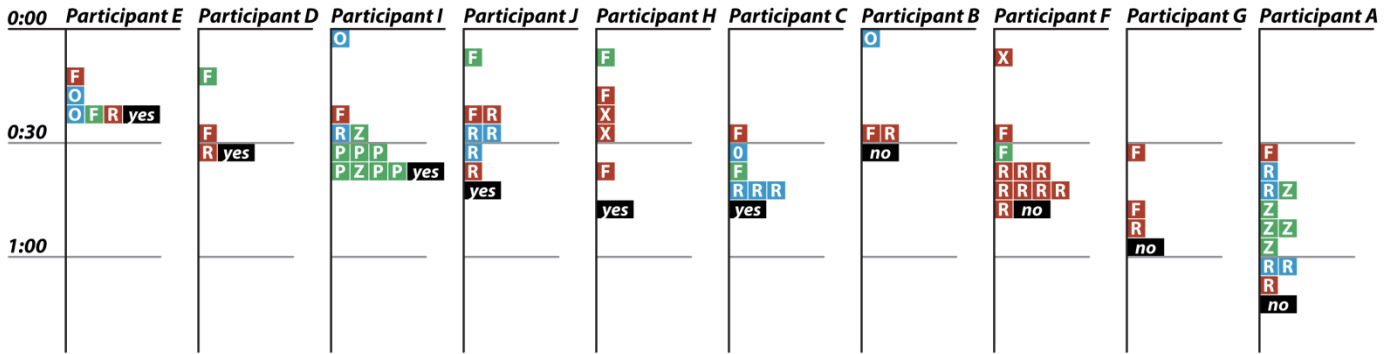 0:00 Participant E Participant D Participant I Participant J Participant H Participant C Participant B Participant F Participant G Participant A
O O
F F X
F F
O F
O F R yes F F R X
0:30 F R Z R R X F F R F
R yes P P P R 0 no F F F
P Z P P yes R F F R R R R
yes R R R R R R R R Z
yes yes R no F Z
R Z Z
1:00 no Z
R R
R
no